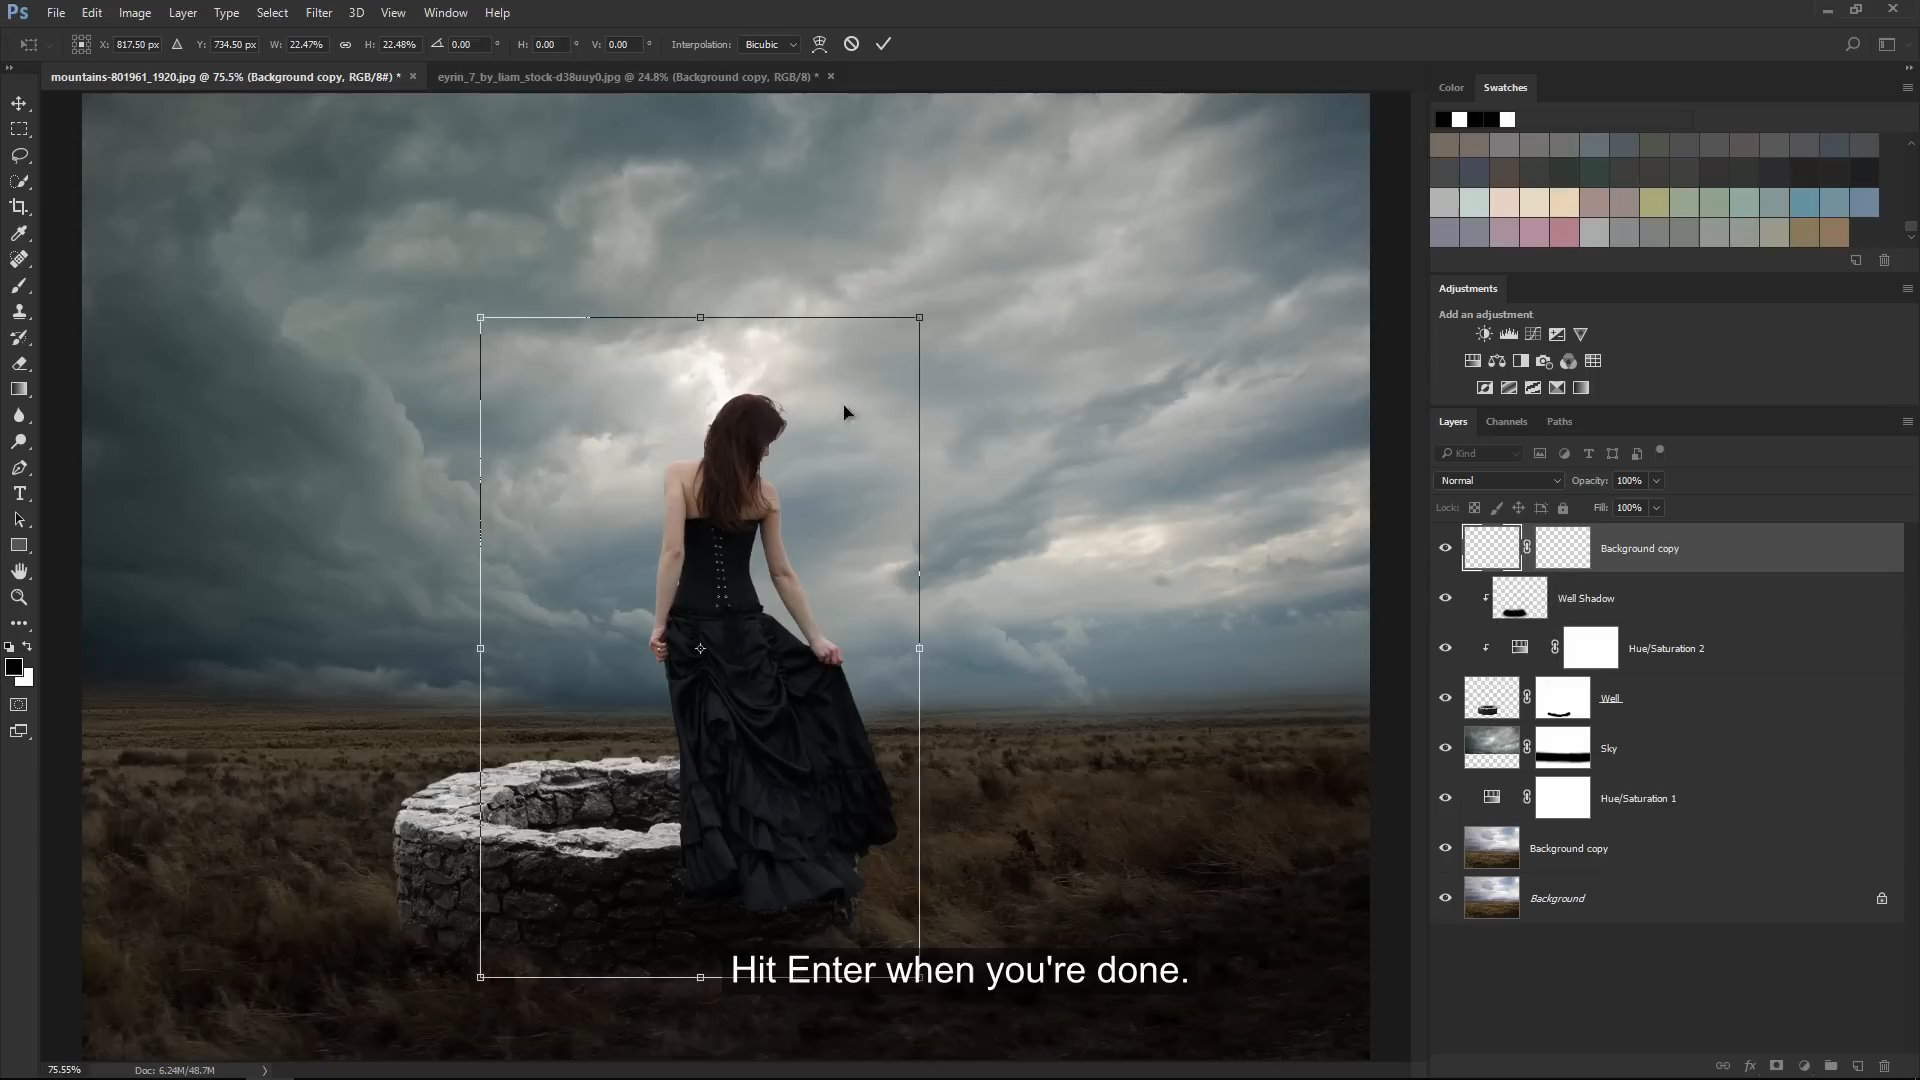 Ps File Edit Image Layer Type Select Filter 3D View Window Help
X: 817.50 px Y: 734.50 px W: 22.47% H: 22.48% 0.00 ° H: 0.00 ° V: 0.00 ° Interpolation: Bicubic
mountains-801961_1920.jpg @ 75.5% (Background copy, RGB/8#) * × eyrin_7_by_liam_stock-d38uuy0.jpg @ 24.8% (Background copy, RGB/8) * ×
Color Swatches
Adjustments
Add an adjustment
Layers Channels Paths
Kind
Normal Opacity: 100%
Lock: Fill: 100%
Background copy
Well Shadow
Hue/Saturation 2
Well
Sky
Hue/Saturation 1
Background copy
Background
Hit Enter when you're done.
75.55% Doc: 6.24M/48.7M